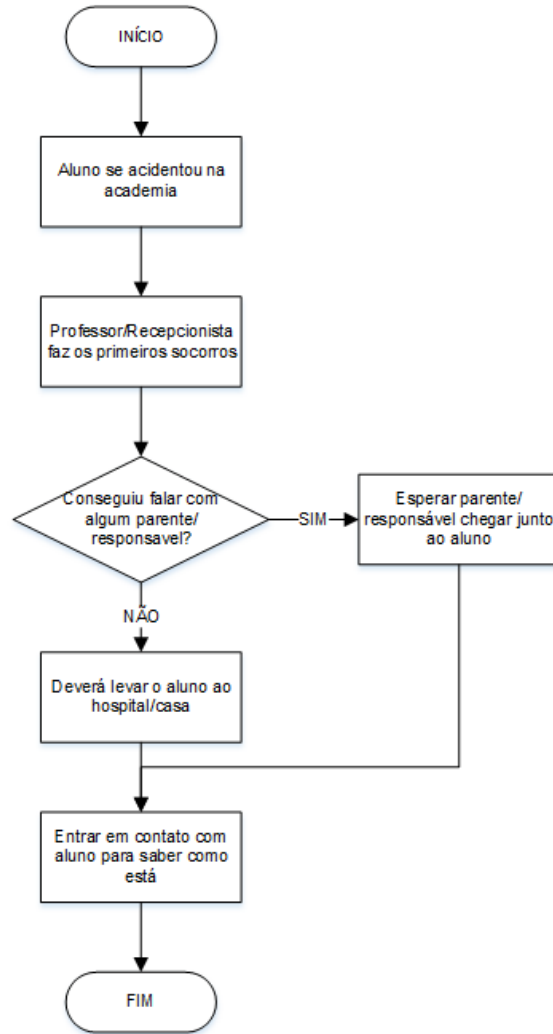 INÍCIO
Aluno se acidentou na
academia
Professor/Recepcionista
faz os primeiros socorros
Conseguiu falar com
algum parente/
responsavel?
SIM
Esperar parente/
responsável chegar junto
ao aluno
NÃO
Deverá levar o aluno ao
hospital/casa
Entrar em contato com
aluno para saber como
está
FIM